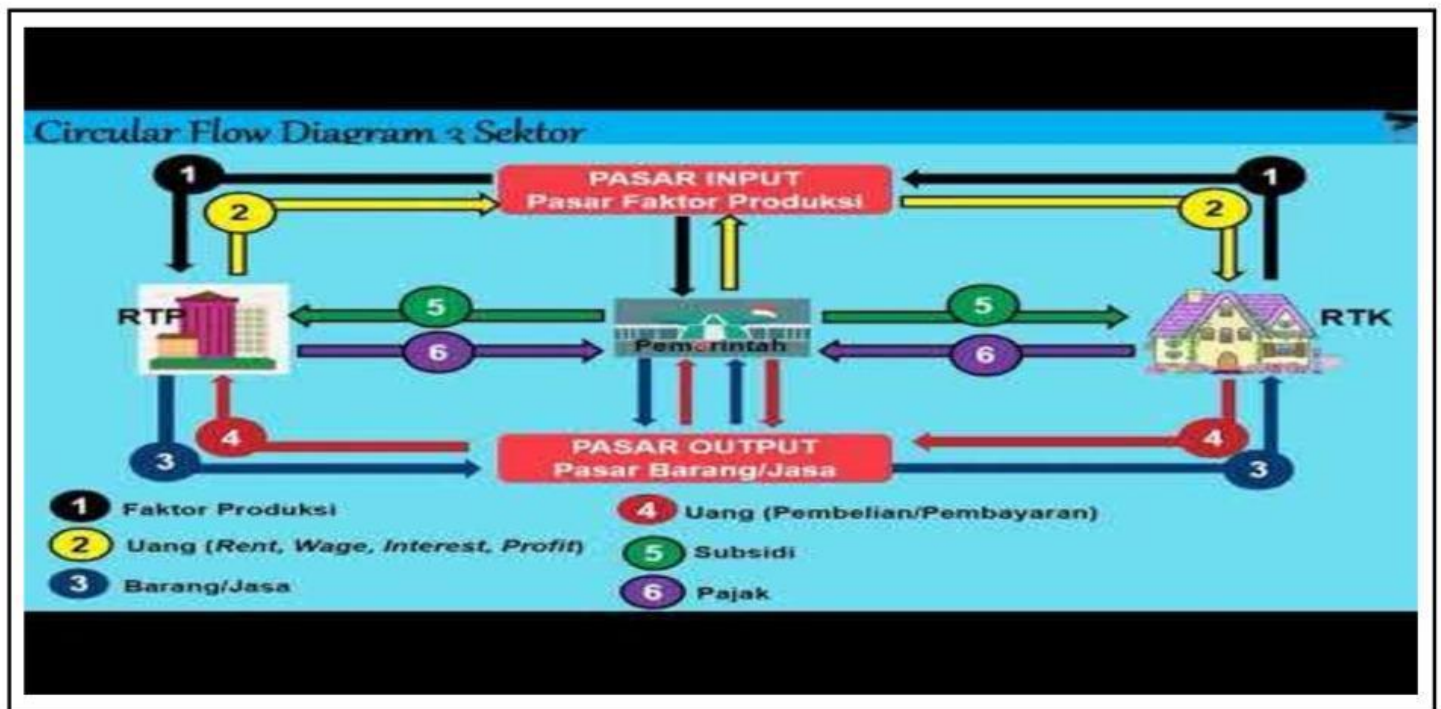 Circular Flow Diagram 3 Sektor
1
PASAR INPUT
Pasar Faktor Produksi
1
2
2
RTP
5
Pemerintah
5
RTK
6
6
4
3
PASAR OUTPUT
Pasar Barang/Jasa
4
3
1 Faktor Produksi
2 Uang (Rent, Wage, Interest, Profit)
3 Barang/Jasa
4 Uang (Pembelian/Pembayaran)
5 Subsidi
6 Pajak